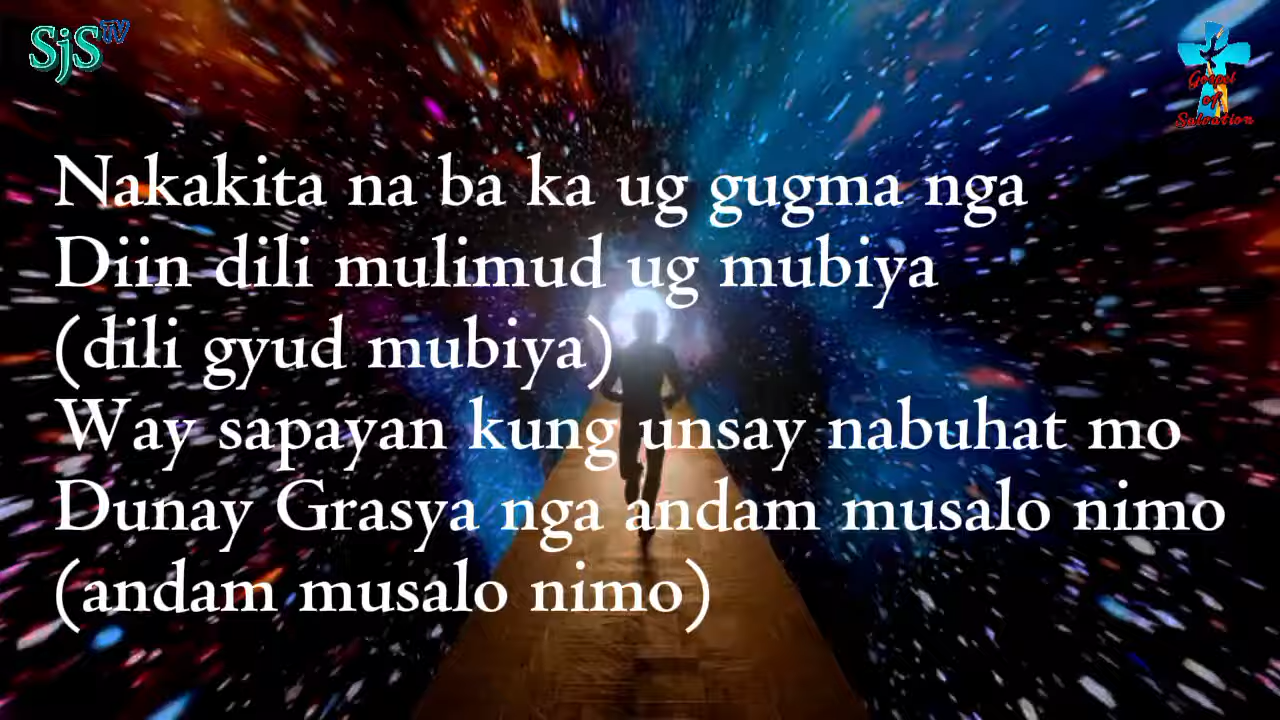 SjS TV
Gospel
of
Salvation
Nakakita na ba ka ug gugma nga
Diin dili mulimud ug mubiya
(dili gyud mubiya)
Way sapayan kung unsay nabuhat mo
Dunay Grasya nga andam musalo nimo
(andam musalo nimo)